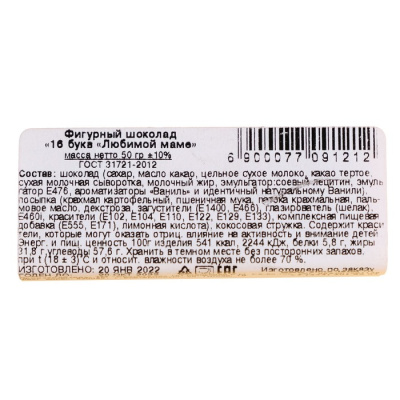 Фигурный шоколад
«16 букв «Любимой маме»
масса нетто 50 гр ±10%
ГОСТ 31721-2012
6 900077 091212
Состав: шоколад (сахар, масло какао, цельное сухое молоко, какао тертое,
сухая молочная сыворотка, молочный жир, эмульгатор:соевый лецитин, эмуль
гатор Е476, ароматизаторы «Ваниль» и идентичный натуральному Ванили),
посыпка (крахмал картофельный, пшеничная мука, патока крахмальная, паль-
мовое масло, декстроза, загустители (Е1400, Е466), глазирователь (шелак),
Е460i, красители (Е102, Е104, Е110, Е122, Е129, Е133), комплексная пищевая
добавка (Е555, Е171), лимонная кислота), кокосовая стружка. Содержит краси
тели, которые могут оказать отриц. влияние на активность и внимание детей
Энерг. и пищ. ценность 100г изделия 541 ккал, 2244 кДж, белки 5,8 г, жиры
31,8 г,углеводы 57,6 г. Хранить в темном месте без посторонних запахов,
при t (18 ± 3) С и относит. влажности воздуха не более 70 %.
ИЗГОТОВЛЕНО: 20 ЯНВ 2022
Изготовлено по заказу